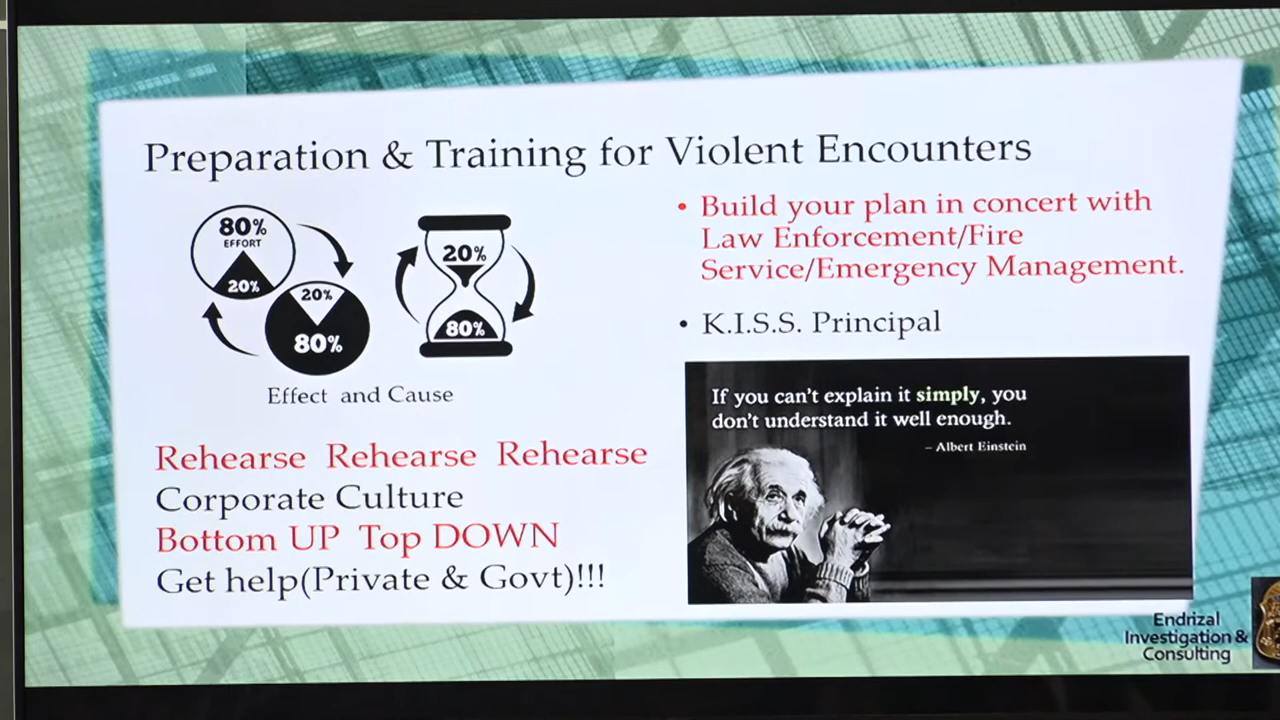 Preparation & Training for Violent Encounters
80%
EFFORT
20%
20%
80%
20%
80%
Effect and Cause
Rehearse Rehearse Rehearse
Corporate Culture
Bottom UP Top DOWN
Get help(Private & Govt)!!!
• Build your plan in concert with
Law Enforcement/Fire
Service/Emergency Management.
• K.I.S.S. Principal
If you can't explain it simply, you
don't understand it well enough.
– Albert Einstein
Endrizal
Investigation &
Consulting